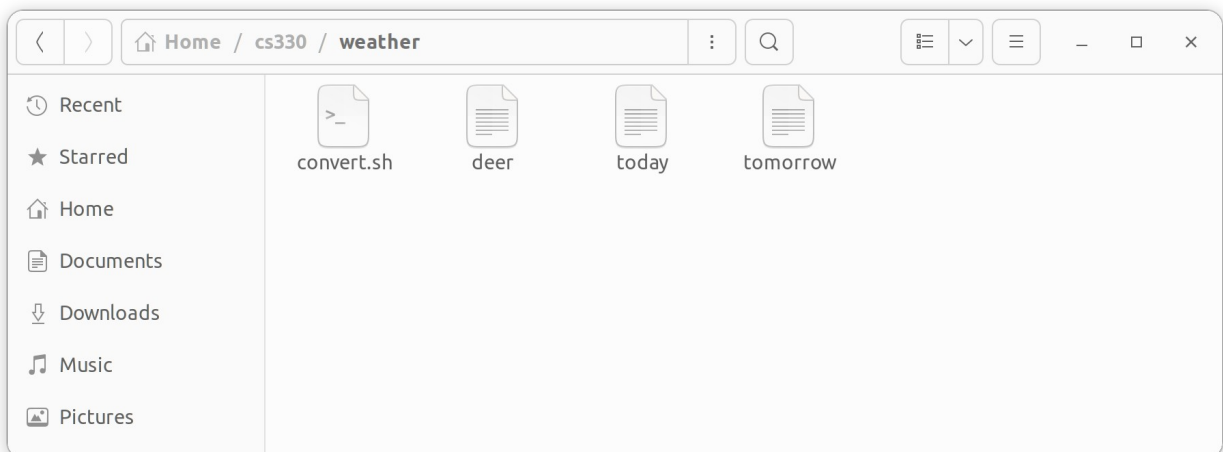 Home / cs330 / weather
Recent
Starred
Home
Documents
Downloads
Music
Pictures
>_
convert.sh deer today tomorrow